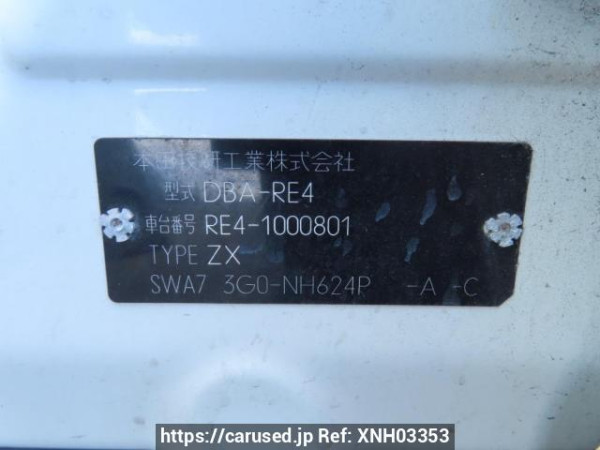 本田技研工業株式会社
型式 DBA-RE4
車台番号 RE4-1000801
TYPE ZX
SWA7 3G0-NH624P -A -C
https://carused.jp Ref: XNH03353